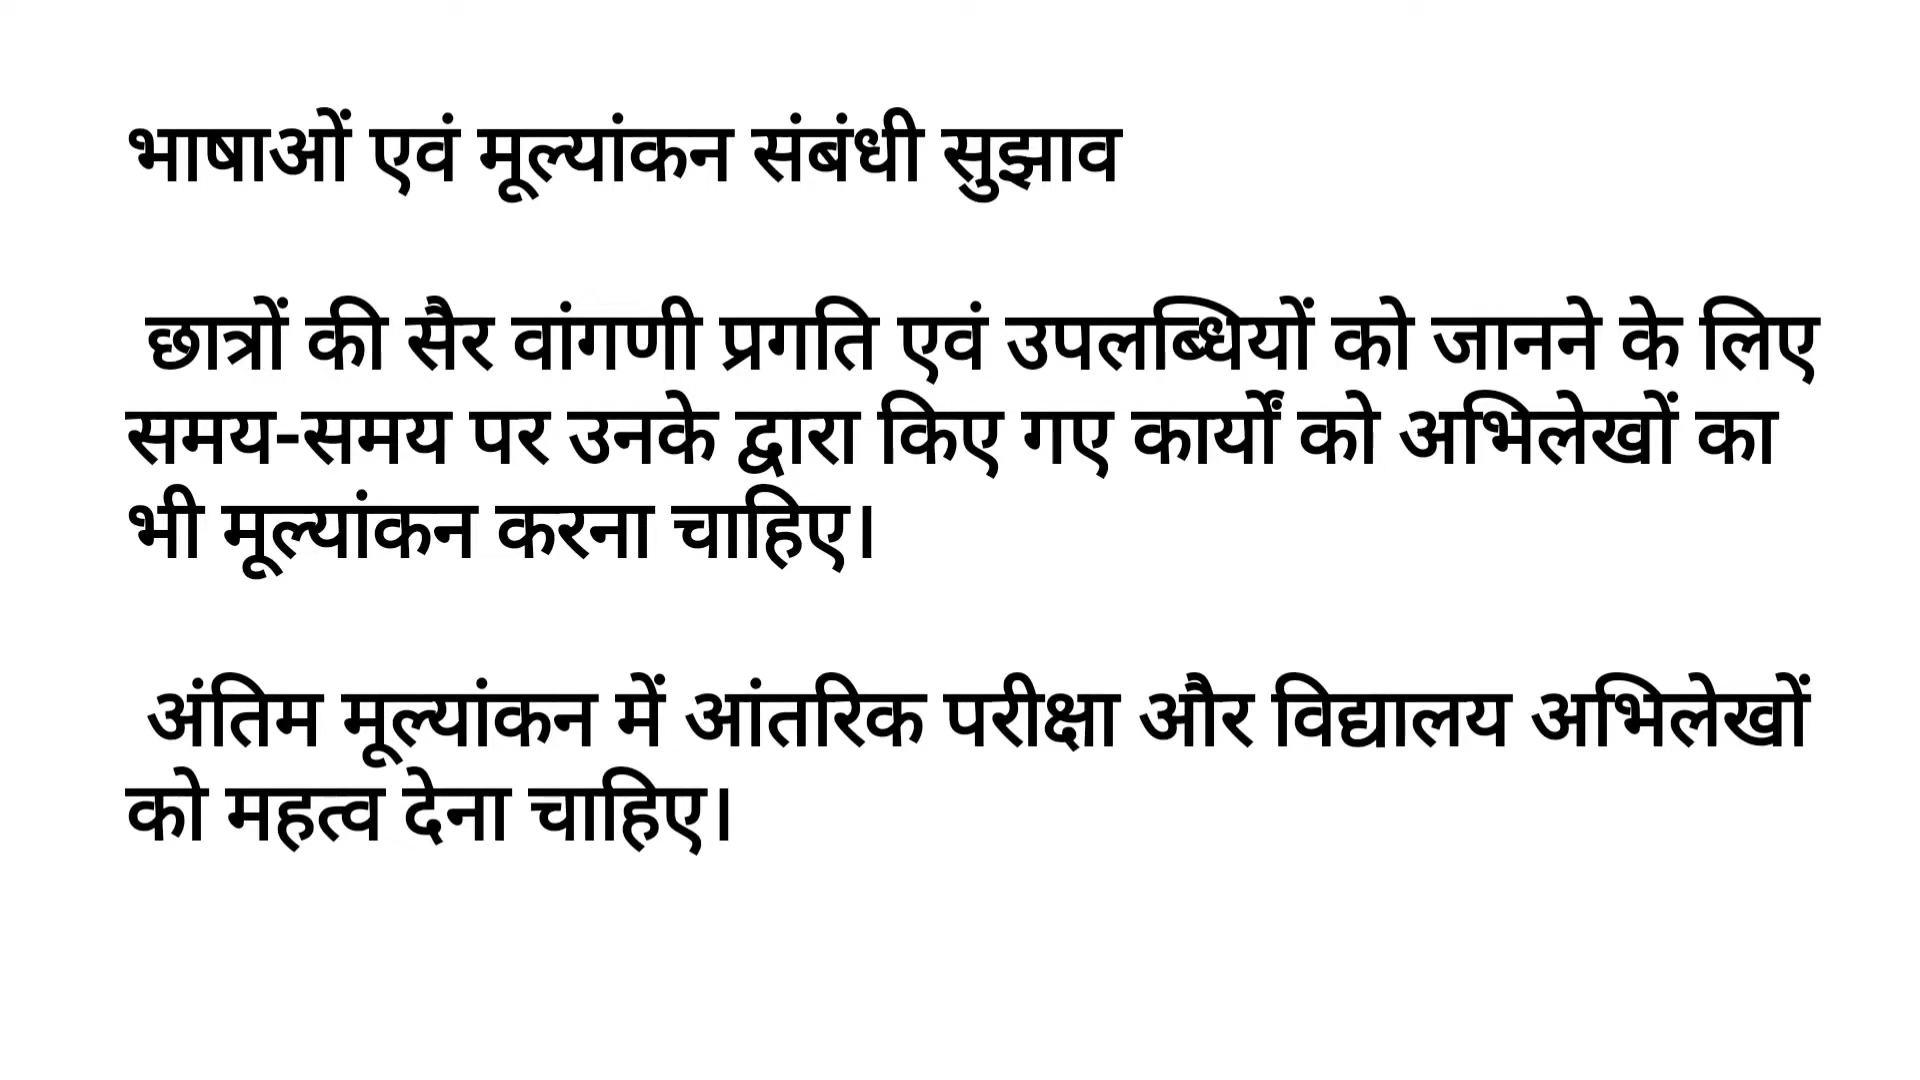 भाषाओं एवं मूल्यांकन संबंधी सुझाव
छात्रों की सैर वांगणी प्रगति एवं उपलब्धियों को जानने के लिए
समय-समय पर उनके द्वारा किए गए कार्यों को अभिलेखों का
भी मूल्यांकन करना चाहिए।
अंतिम मूल्यांकन में आंतरिक परीक्षा और विद्यालय अभिलेखों
को महत्व देना चाहिए।